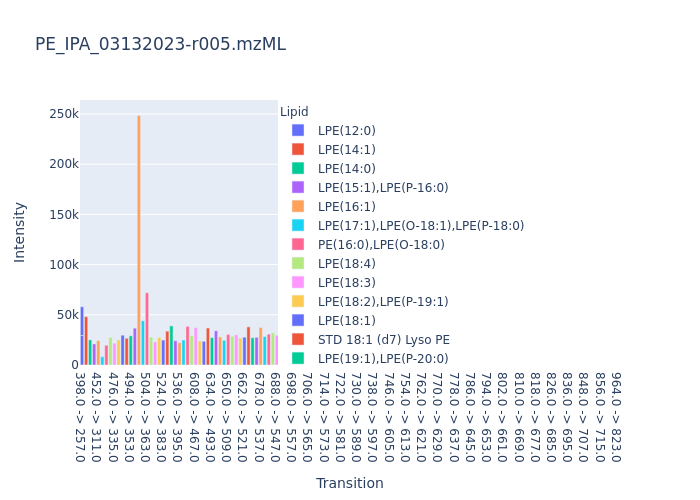 PE_IPA_03132023-r005.mzML
Intensity
250k
200k
150k
100k
50k
0
Lipid
LPE(12:0)
LPE(14:1)
LPE(14:0)
LPE(15:1),LPE(P-16:0)
LPE(16:1)
LPE(17:1),LPE(O-18:1),LPE(P-18:0)
PE(16:0),LPE(O-18:0)
LPE(18:4)
LPE(18:3)
LPE(18:2),LPE(P-19:1)
LPE(18:1)
STD 18:1 (d7) Lyso PE
LPE(19:1),LPE(P-20:0)
398.0 -> 257.0
452.0 -> 311.0
476.0 -> 335.0
494.0 -> 353.0
504.0 -> 363.0
524.0 -> 383.0
536.0 -> 395.0
608.0 -> 467.0
634.0 -> 493.0
650.0 -> 509.0
662.0 -> 521.0
678.0 -> 537.0
688.0 -> 547.0
698.0 -> 557.0
706.0 -> 565.0
714.0 -> 573.0
722.0 -> 581.0
730.0 -> 589.0
738.0 -> 597.0
746.0 -> 605.0
754.0 -> 613.0
762.0 -> 621.0
770.0 -> 629.0
778.0 -> 637.0
786.0 -> 645.0
794.0 -> 653.0
802.0 -> 661.0
810.0 -> 669.0
818.0 -> 677.0
826.0 -> 685.0
836.0 -> 695.0
848.0 -> 707.0
856.0 -> 715.0
964.0 -> 823.0
Transition